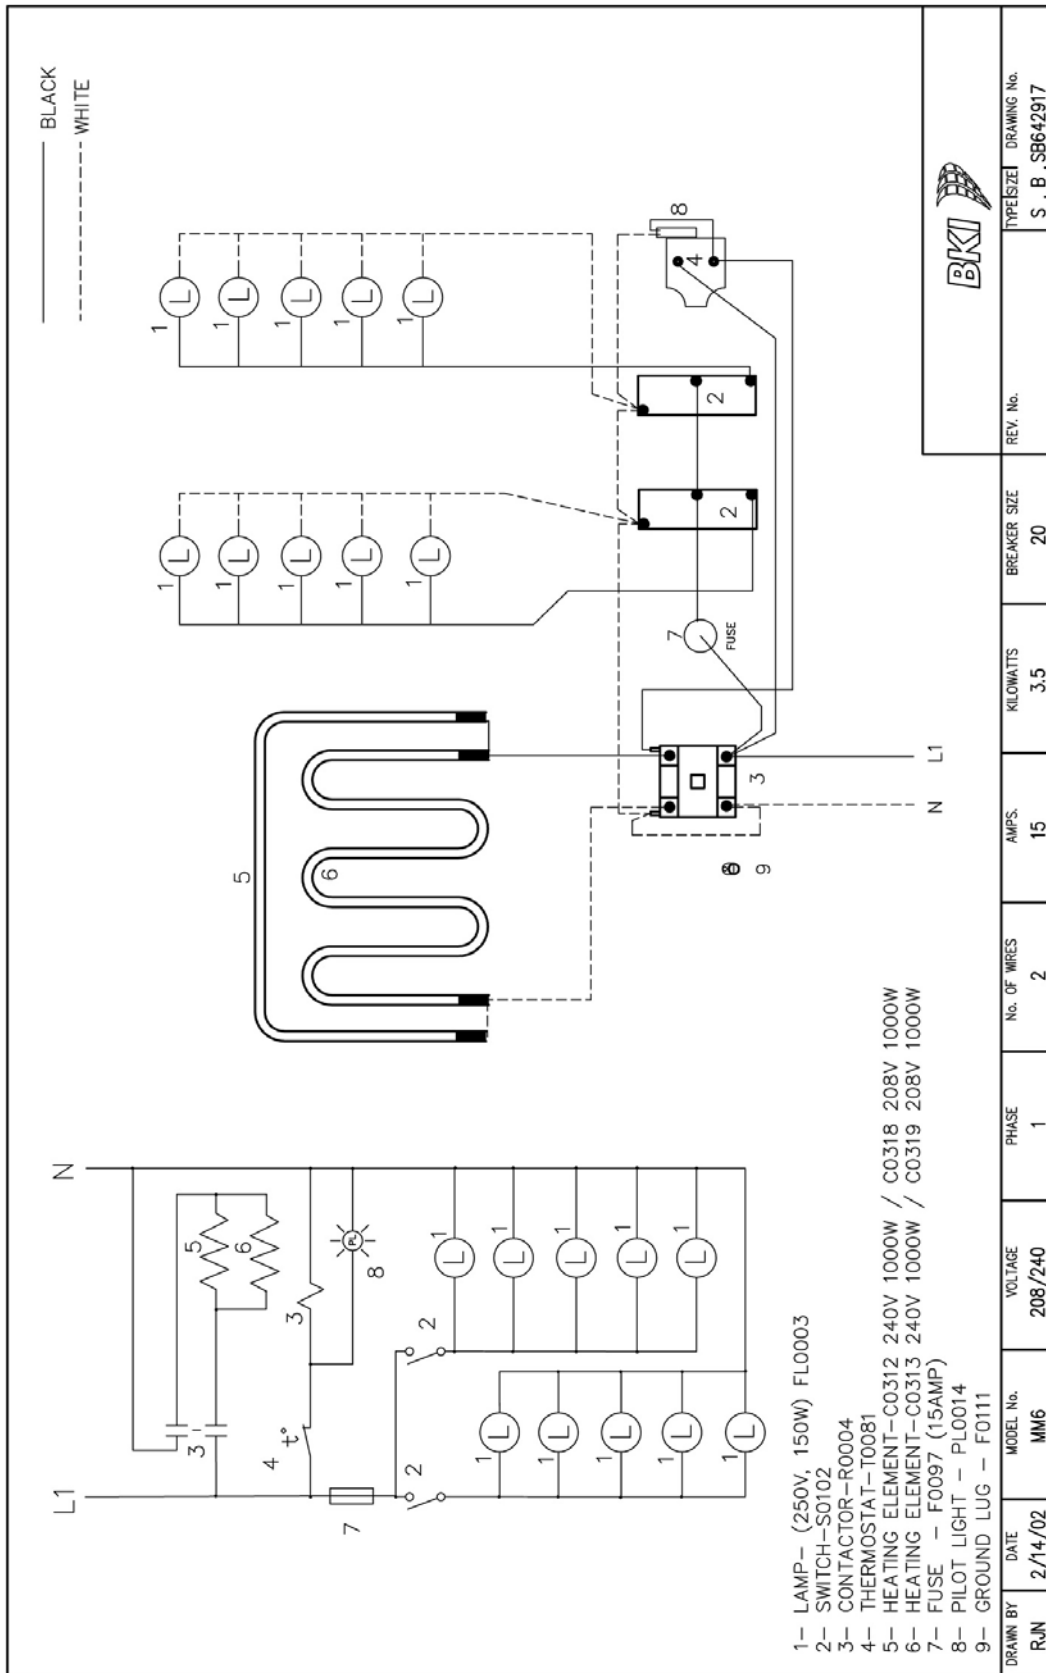 BLACK
WHITE
L1
N
3
5
6
4
t°
3
PL
8
7
2
2
1
L
1
L
1
L
1
L
1
L
1
L
1
L
1
L
1
L
1
L
5
6
1
L
1
L
1
L
1
L
1
L
1
L
1
L
1
L
1
L
1
L
7
FUSE
2
2
4
8
3
9
N
L1
1- LAMP- (250V, 150W) FL0003
2- SWITCH-S0102
3- CONTACTOR-R0004
4- THERMOSTAT-T0081
5- HEATING ELEMENT-C0312 240V 1000W / C0318 208V 1000W
6- HEATING ELEMENT-C0313 240V 1000W / C0319 208V 1000W
7- FUSE - F0097 (15AMP)
8- PILOT LIGHT - PL0014
9- GROUND LUG - F0111
BKI
DRAWN BY DATE MODEL No. VOLTAGE PHASE No. OF WIRES AMPS. KILOWATTS BREAKER SIZE REV. No. TYPE SIZE DRAWING No.
RJN 2/14/02 MM6 208/240 1 2 15 3.5 20 S . B . SB642917